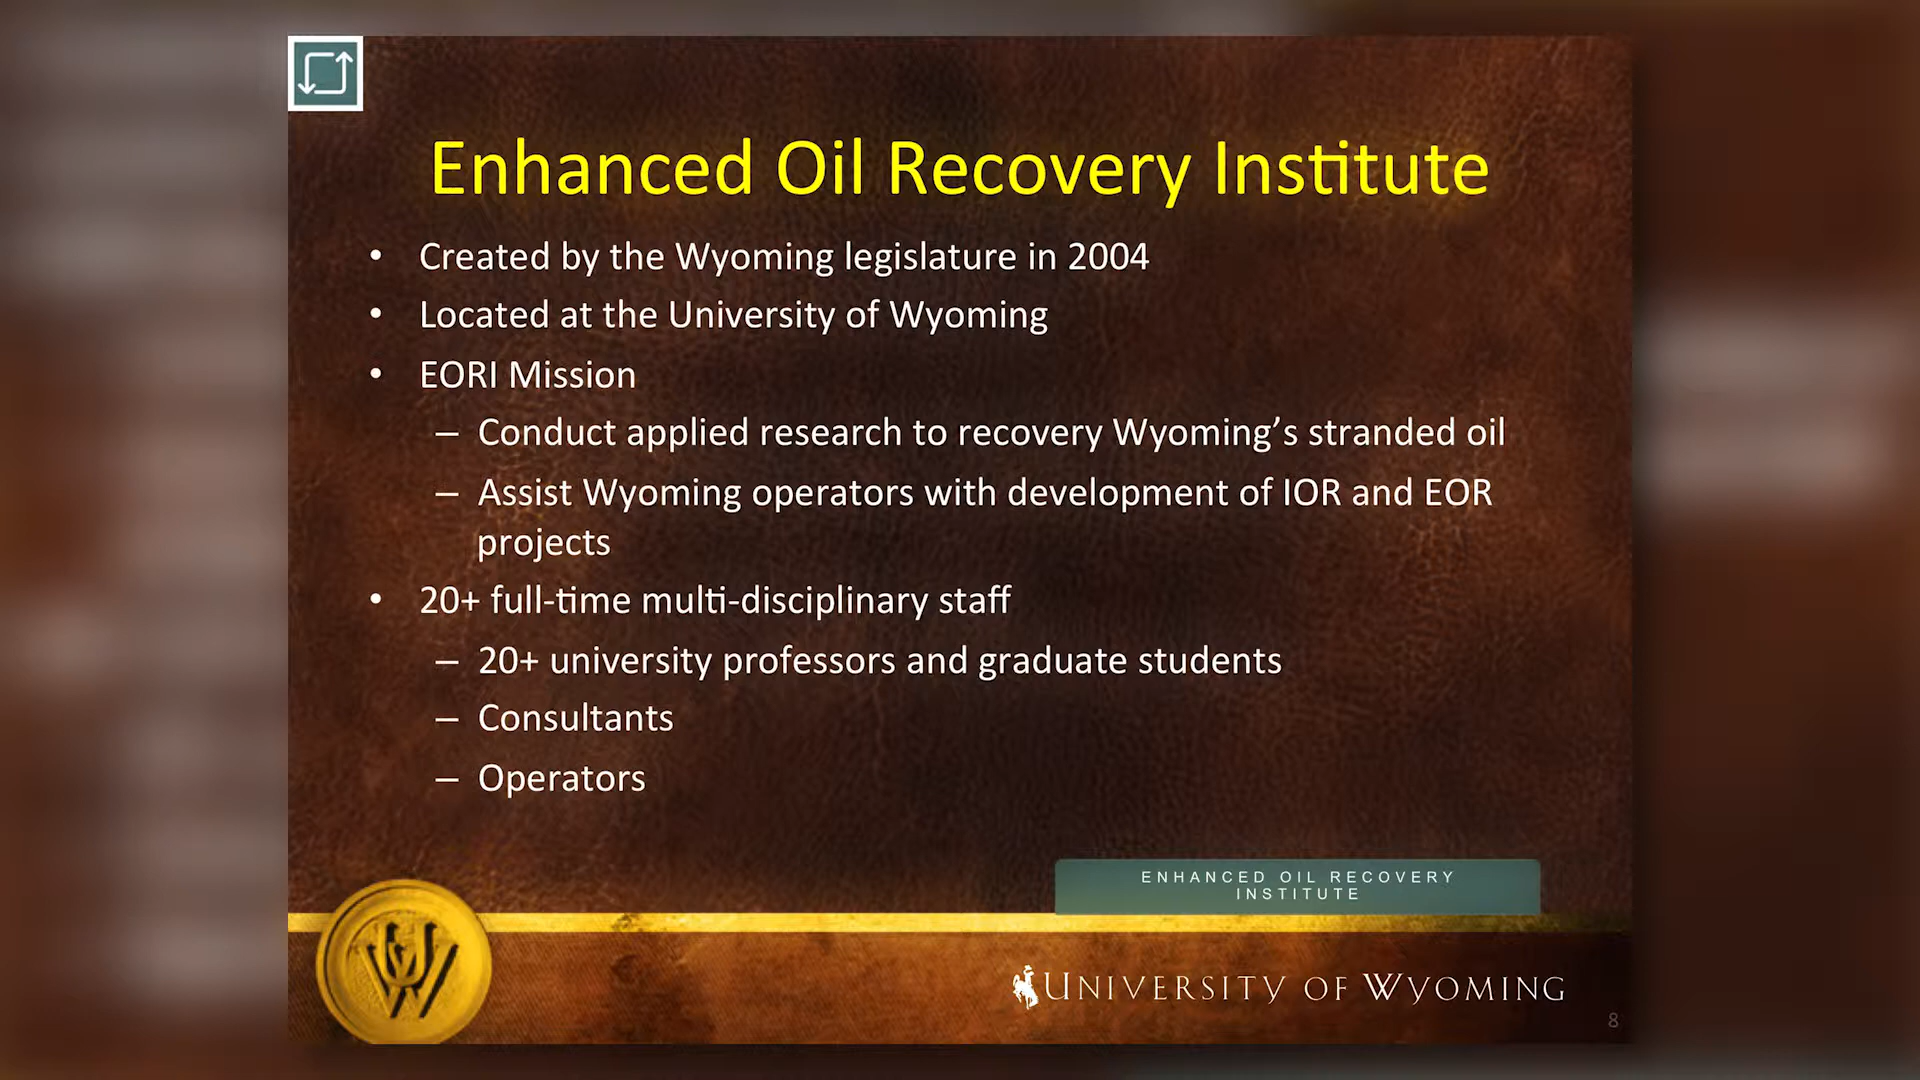 Enhanced Oil Recovery Institute
• Created by the Wyoming legislature in 2004
• Located at the University of Wyoming
• EORI Mission
– Conduct applied research to recovery Wyoming’s stranded oil
– Assist Wyoming operators with development of IOR and EOR
projects
• 20+ full-time multi-disciplinary staff
– 20+ university professors and graduate students
– Consultants
– Operators
ENHANCED OIL RECOVERY
INSTITUTE
UW
UNIVERSITY OF WYOMING
8